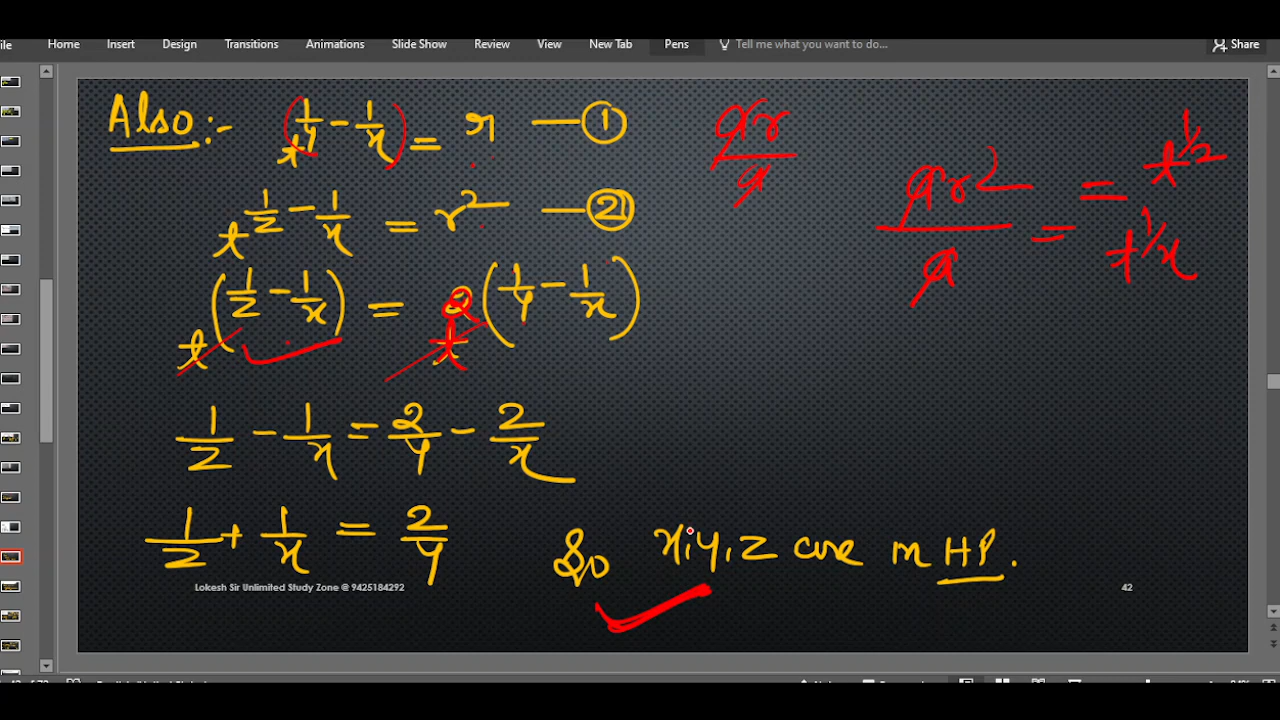 ile Home Insert Design Transitions Animations Slide Show Review View New Tab Pens Tell me what you want to do... Share
Also :- t^(1/y - 1/x) = r — ①
t^(1/z - 1/x) = r² — ②
t^(1/z - 1/x) = t^2(1/y - 1/x)
1/z - 1/x = 2/y - 2/x
1/z + 1/x = 2/y
So x, y, z are in HP.
ar/a
ar²/a = t^1/z / t^1/x
Lokesh Sir Unlimited Study Zone @ 9425184292
42